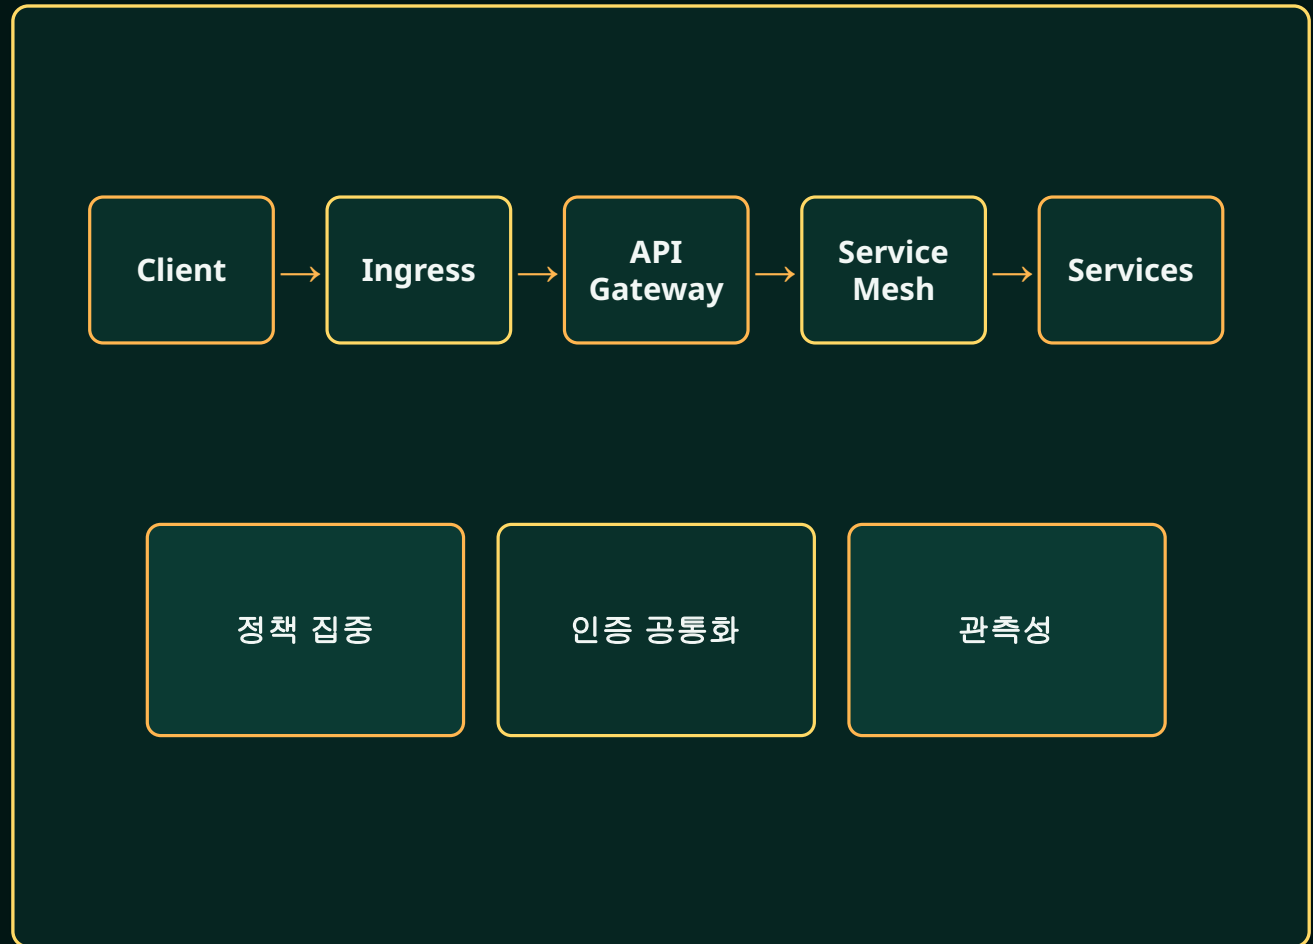 Client
→
Ingress
→
API
Gateway
→
Service
Mesh
→
Services
정책 집중
인증 공통화
관측성